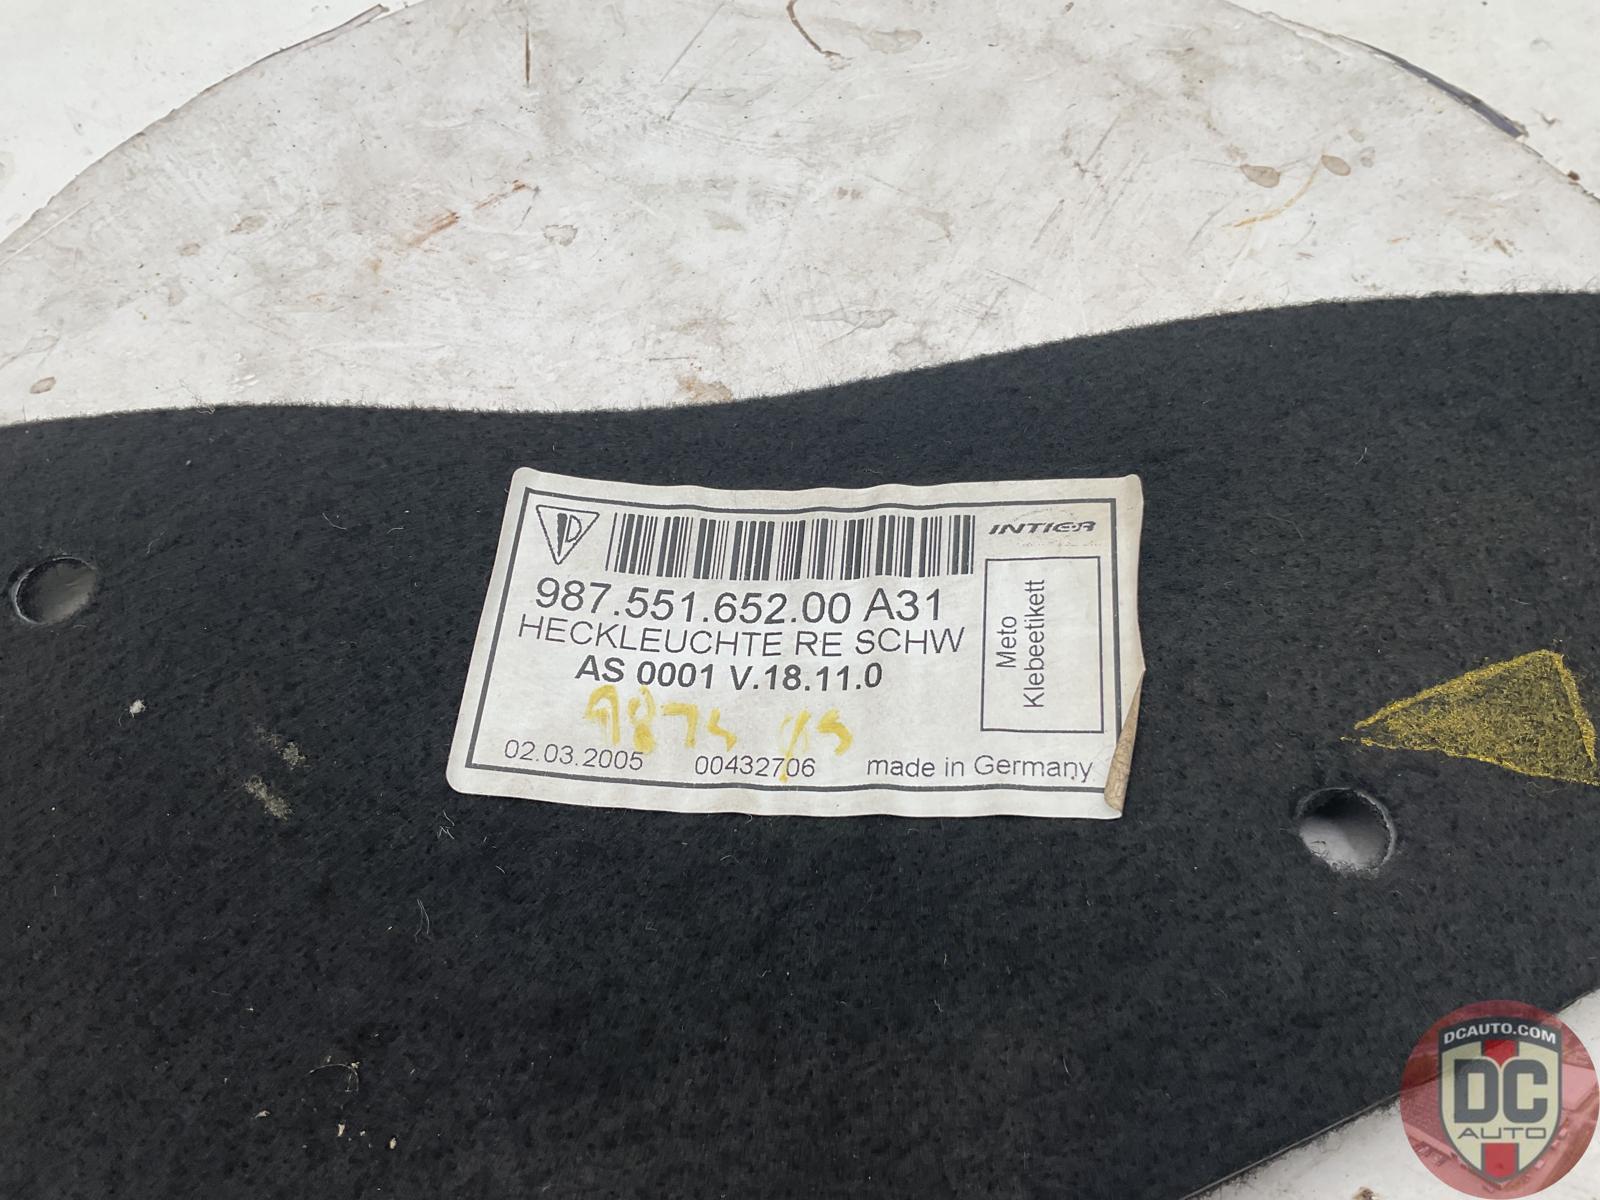 INTIER
987.551.652.00 A31
HECKLEUCHTE RE SCHW
AS 0001 V.18.11.0
Meto
Klebeetikett
02.03.2005 00432706 made in Germany
DCAUTO.COM
DC
AUTO